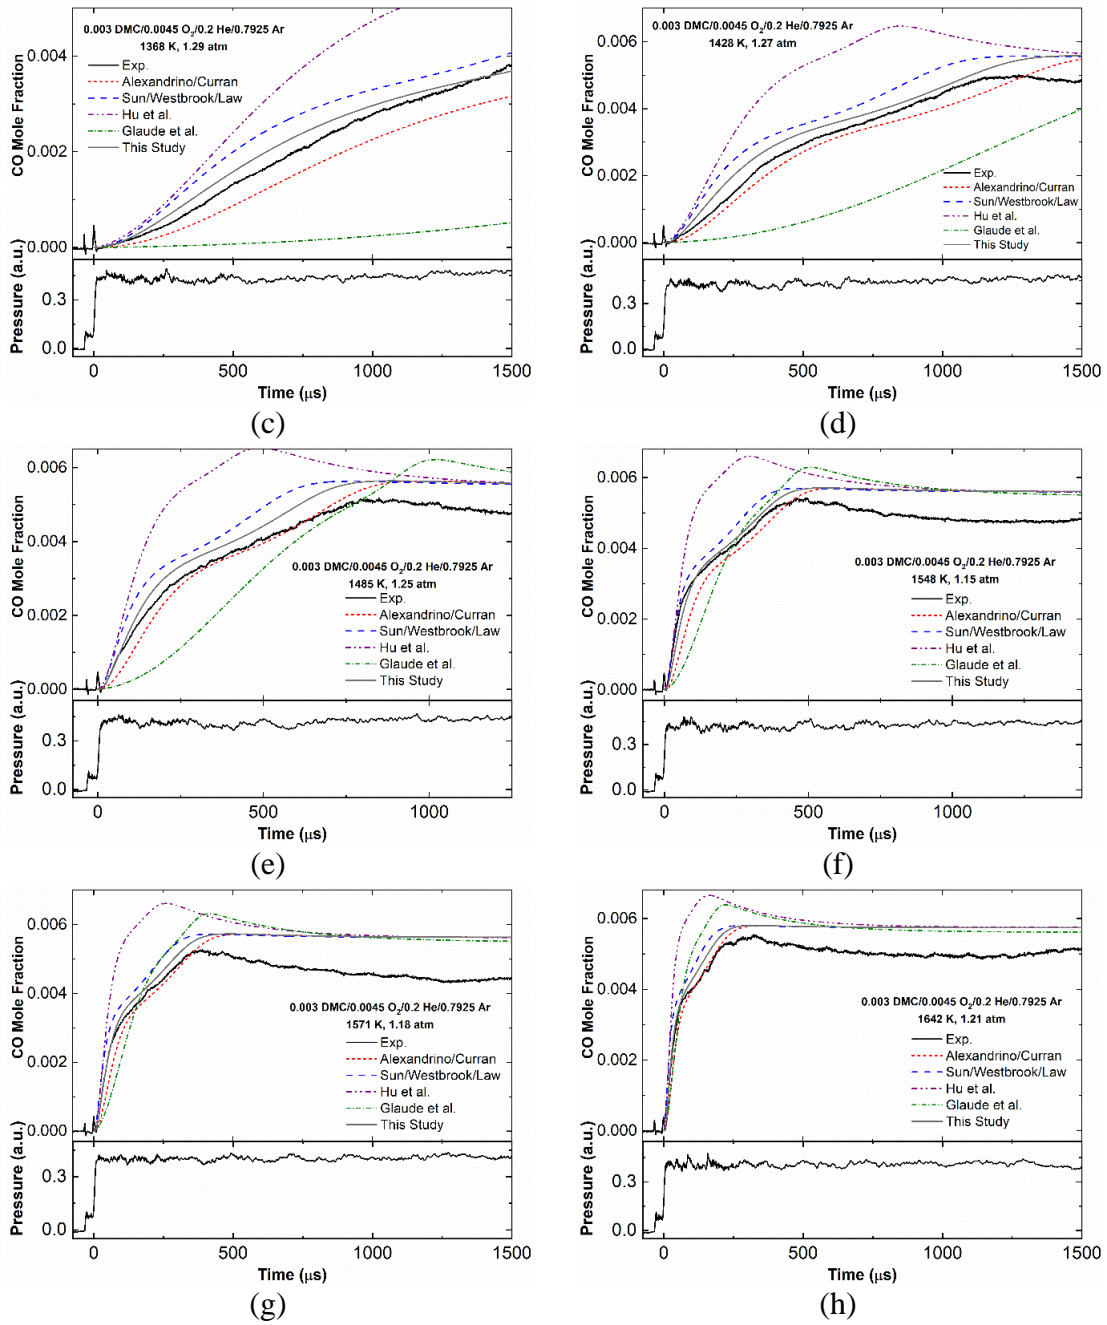 0.003 DMC/0.0045 O2/0.2 He/0.7925 Ar
1368 K, 1.29 atm
Exp.
Alexandrino/Curran
Sun/Westbrook/Law
Hu et al.
Glaude et al.
This Study
CO Mole Fraction
0.004
0.002
0.000
Pressure (a.u.)
0.3
0.0
0
500
1000
1500
Time (μs)
(c)
0.003 DMC/0.0045 O2/0.2 He/0.7925 Ar
1428 K, 1.27 atm
Exp.
Alexandrino/Curran
Sun/Westbrook/Law
Hu et al.
Glaude et al.
This Study
CO Mole Fraction
0.006
0.004
0.002
0.000
Pressure (a.u.)
0.3
0.0
0
500
1000
1500
Time (μs)
(d)
0.003 DMC/0.0045 O2/0.2 He/0.7925 Ar
1485 K, 1.25 atm
Exp.
Alexandrino/Curran
Sun/Westbrook/Law
Hu et al.
Glaude et al.
This Study
CO Mole Fraction
0.006
0.004
0.002
0.000
Pressure (a.u.)
0.3
0.0
0
500
1000
Time (μs)
(e)
0.003 DMC/0.0045 O2/0.2 He/0.7925 Ar
1548 K, 1.15 atm
Exp.
Alexandrino/Curran
Sun/Westbrook/Law
Hu et al.
Glaude et al.
This Study
CO Mole Fraction
0.006
0.004
0.002
0.000
Pressure (a.u.)
0.3
0.0
0
500
1000
Time (μs)
(f)
0.003 DMC/0.0045 O2/0.2 He/0.7925 Ar
1571 K, 1.18 atm
Exp.
Alexandrino/Curran
Sun/Westbrook/Law
Hu et al.
Glaude et al.
This Study
CO Mole Fraction
0.006
0.004
0.002
0.000
Pressure (a.u.)
0.3
0.0
0
500
1000
1500
Time (μs)
(g)
0.003 DMC/0.0045 O2/0.2 He/0.7925 Ar
1642 K, 1.21 atm
Exp.
Alexandrino/Curran
Sun/Westbrook/Law
Hu et al.
Glaude et al.
This Study
CO Mole Fraction
0.006
0.004
0.002
0.000
Pressure (a.u.)
0.3
0.0
0
500
1000
1500
Time (μs)
(h)